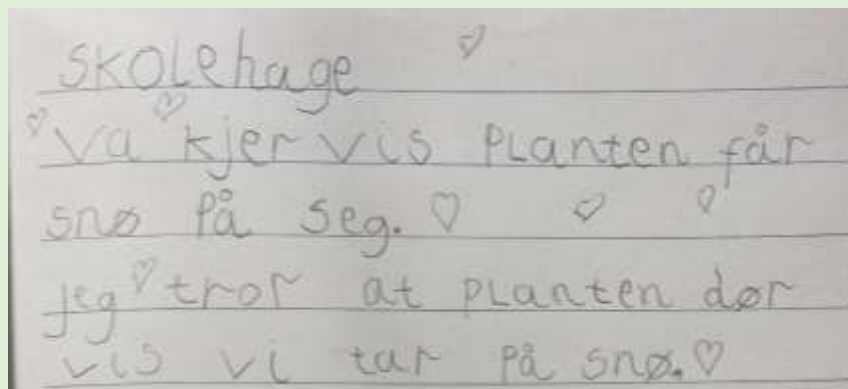 SKOLehage
va kjer vis PLanten får
snø på seg. ♡
jeg tror at PLanten dør
vis vi tar på snø. ♡